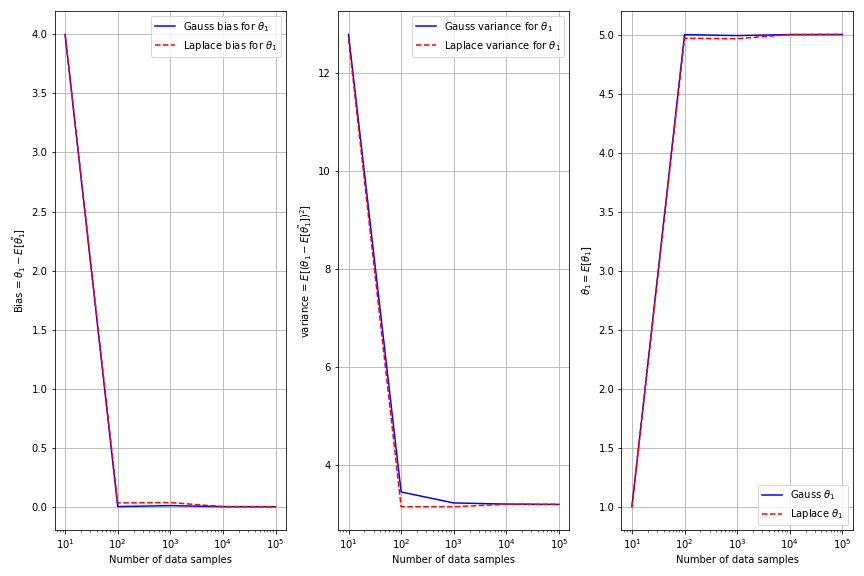 Bias = θ₁ − E[θ̂₁]
4.0
3.5
3.0
2.5
2.0
1.5
1.0
0.5
0.0
Gauss bias for θ₁
Laplace bias for θ₁
10¹ 10² 10³ 10⁴ 10⁵
Number of data samples
variance = E[(θ₁ − E[θ̂₁])²]
12
10
8
6
4
Gauss variance for θ₁
Laplace variance for θ₁
10¹ 10² 10³ 10⁴ 10⁵
Number of data samples
θ₁ = E[θ₁]
5.0
4.5
4.0
3.5
3.0
2.5
2.0
1.5
1.0
Gauss θ₁
Laplace θ₁
10¹ 10² 10³ 10⁴ 10⁵
Number of data samples